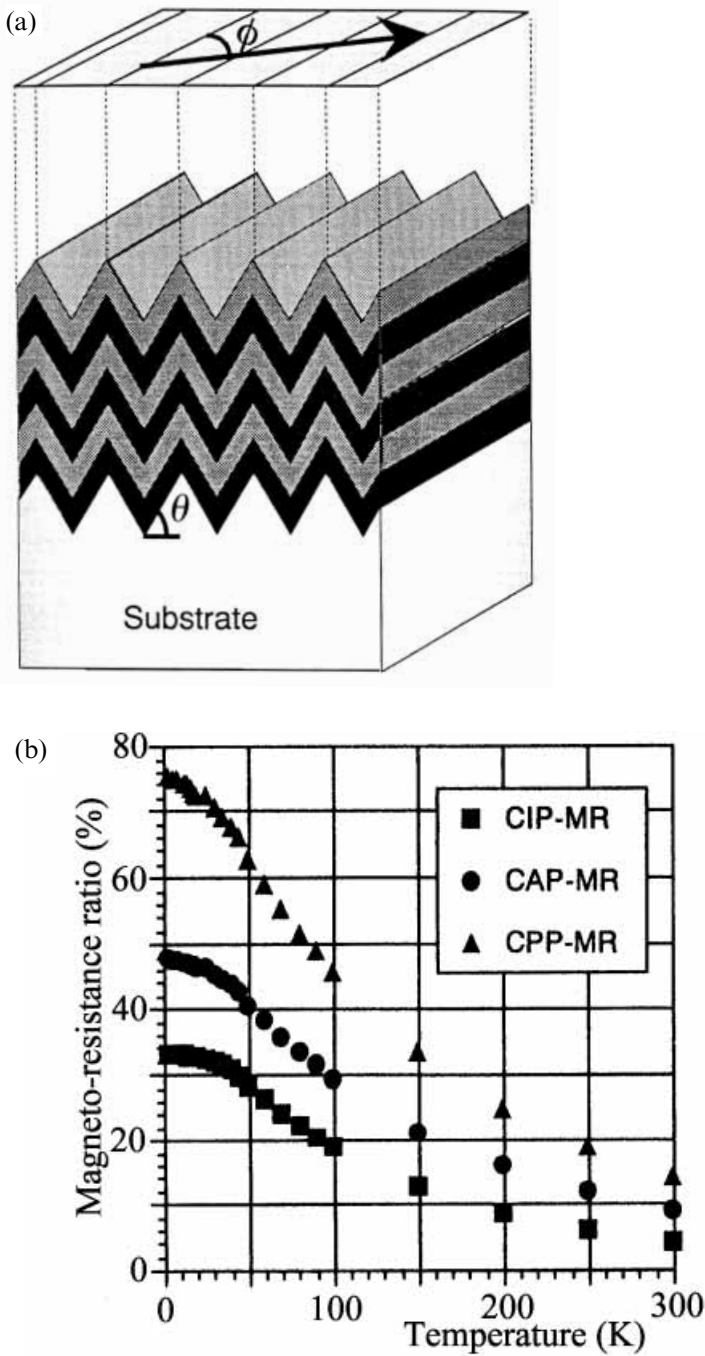 (a)
ϕ
θ
Substrate
(b)
80
60
40
20
0
Magneto-resistance ratio (%)
CIP-MR
CAP-MR
CPP-MR
0
100
200
300
Temperature (K)